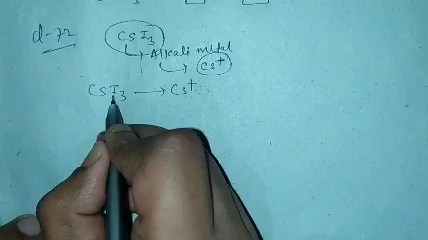 d-72 CsI₃
Alkali metal
Cs⁺
CsI₃ → Cs⁺